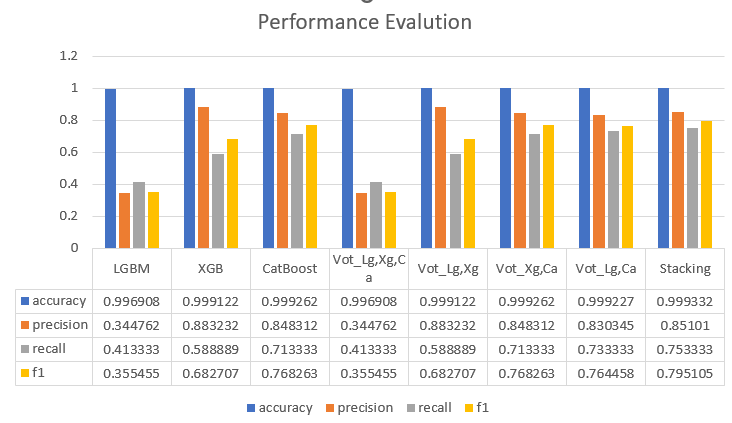 Performance Evalution
1.2
1
0.8
0.6
0.4
0.2
0
LGBM XGB CatBoost Vot_Lg,Xg,Ca Vot_Lg,Xg Vot_Xg,Ca Vot_Lg,Ca Stacking
accuracy 0.996908 0.999122 0.999262 0.996908 0.999122 0.999262 0.999227 0.999332
precision 0.344762 0.883232 0.848312 0.344762 0.883232 0.848312 0.830345 0.85101
recall 0.413333 0.588889 0.713333 0.413333 0.588889 0.713333 0.733333 0.753333
f1 0.355455 0.682707 0.768263 0.355455 0.682707 0.768263 0.764458 0.795105
accuracy precision recall f1